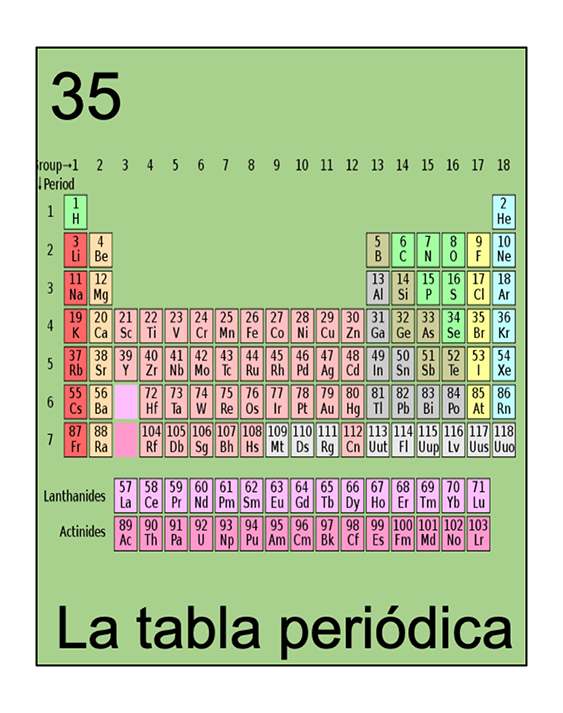 35
roup→1 2 3 4 5 6 7 8 9 10 11 12 13 14 15 16 17 18
↓Period
1 2
1 H He
3 4 5 6 7 8 9 10
2 Li Be B C N O F Ne
11 12 13 14 15 16 17 18
3 Na Mg Al Si P S Cl Ar
19 20 21 22 23 24 25 26 27 28 29 30 31 32 33 34 35 36
4 K Ca Sc Ti V Cr Mn Fe Co Ni Cu Zn Ga Ge As Se Br Kr
37 38 39 40 41 42 43 44 45 46 47 48 49 50 51 52 53 54
5 Rb Sr Y Zr Nb Mo Tc Ru Rh Pd Ag Cd In Sn Sb Te I Xe
55 56 72 73 74 75 76 77 78 79 80 81 82 83 84 85 86
6 Cs Ba Hf Ta W Re Os Ir Pt Au Hg Tl Pb Bi Po At Rn
87 88 104 105 106 107 108 109 110 111 112 113 114 115 116 117 118
7 Fr Ra Rf Db Sg Bh Hs Mt Ds Rg Cn Uut Fl Uup Lv Uus Uuo
57 58 59 60 61 62 63 64 65 66 67 68 69 70 71
Lanthanides La Ce Pr Nd Pm Sm Eu Gd Tb Dy Ho Er Tm Yb Lu
89 90 91 92 93 94 95 96 97 98 99 100 101 102 103
Actinides Ac Th Pa U Np Pu Am Cm Bk Cf Es Fm Md No Lr
La tabla periódica